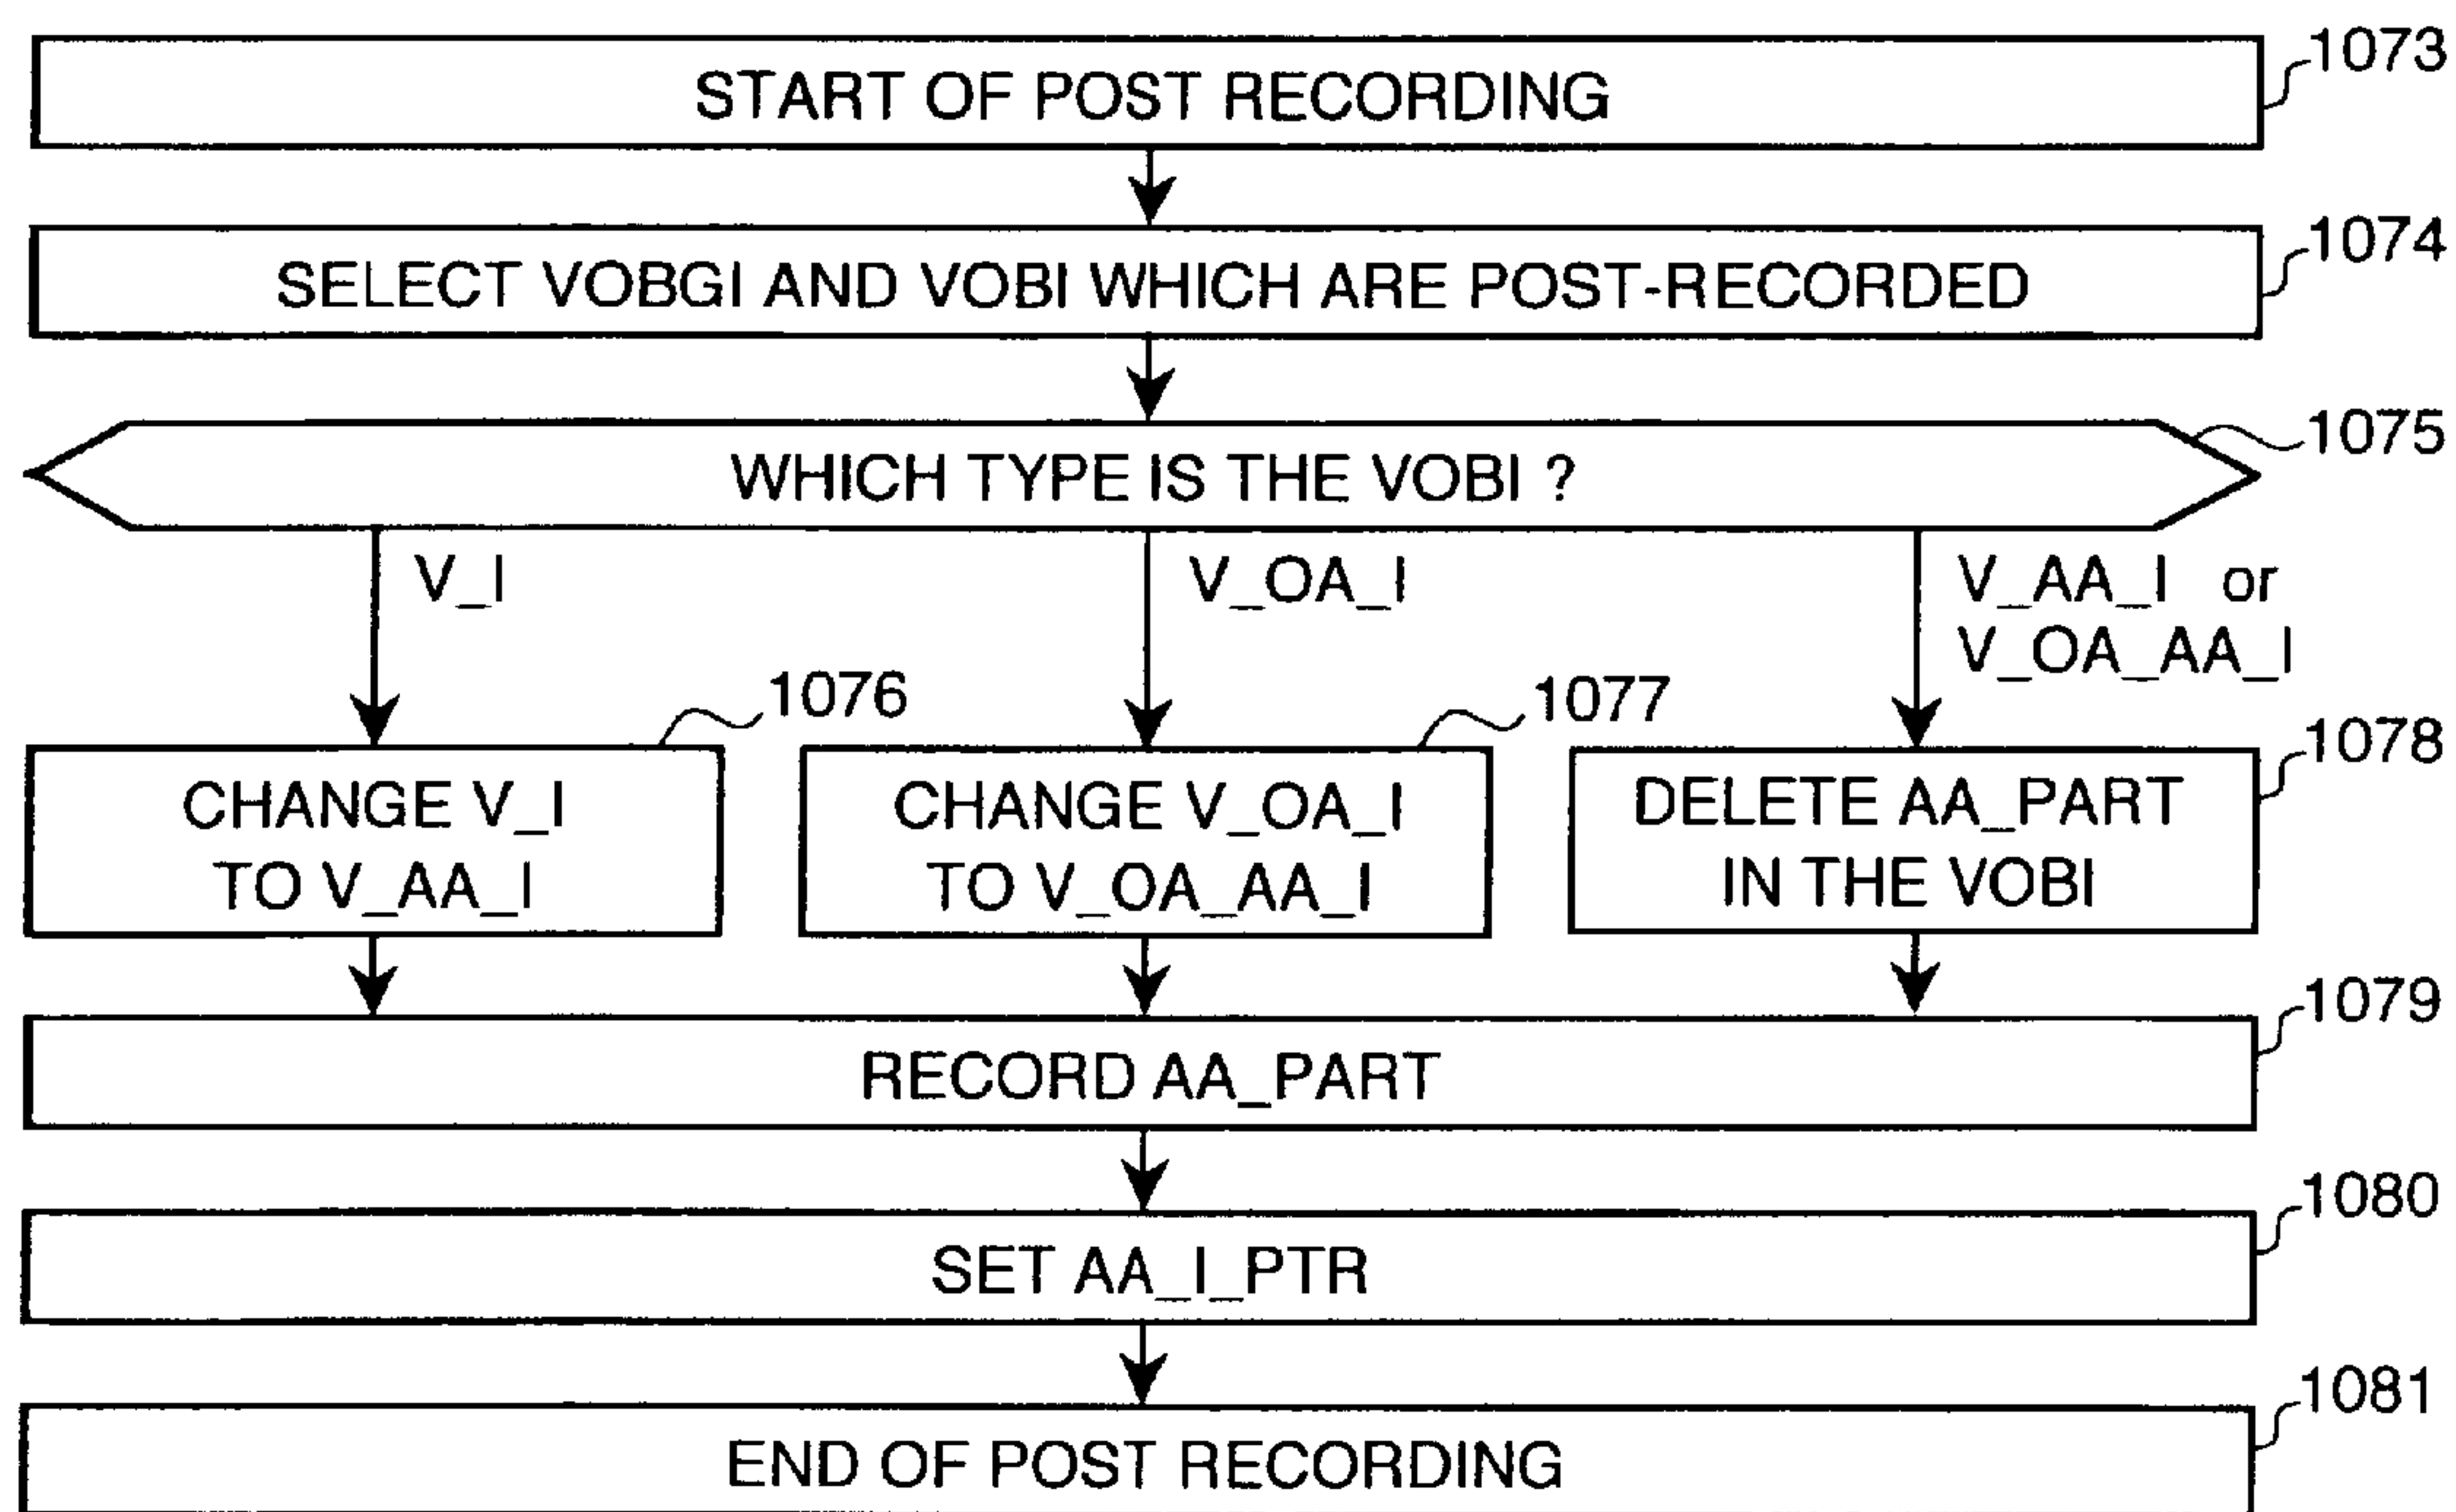 1073
START OF POST RECORDING
1074
SELECT VOBGI AND VOBI WHICH ARE POST-RECORDED
1075
WHICH TYPE IS THE VOBI ?
V_I
V_OA_I
V_AA_I or
V_OA_AA_I
1076
CHANGE V_I
TO V_AA_I
1077
CHANGE V_OA_I
TO V_OA_AA_I
1078
DELETE AA_PART
IN THE VOBI
1079
RECORD AA_PART
1080
SET AA_I_PTR
1081
END OF POST RECORDING